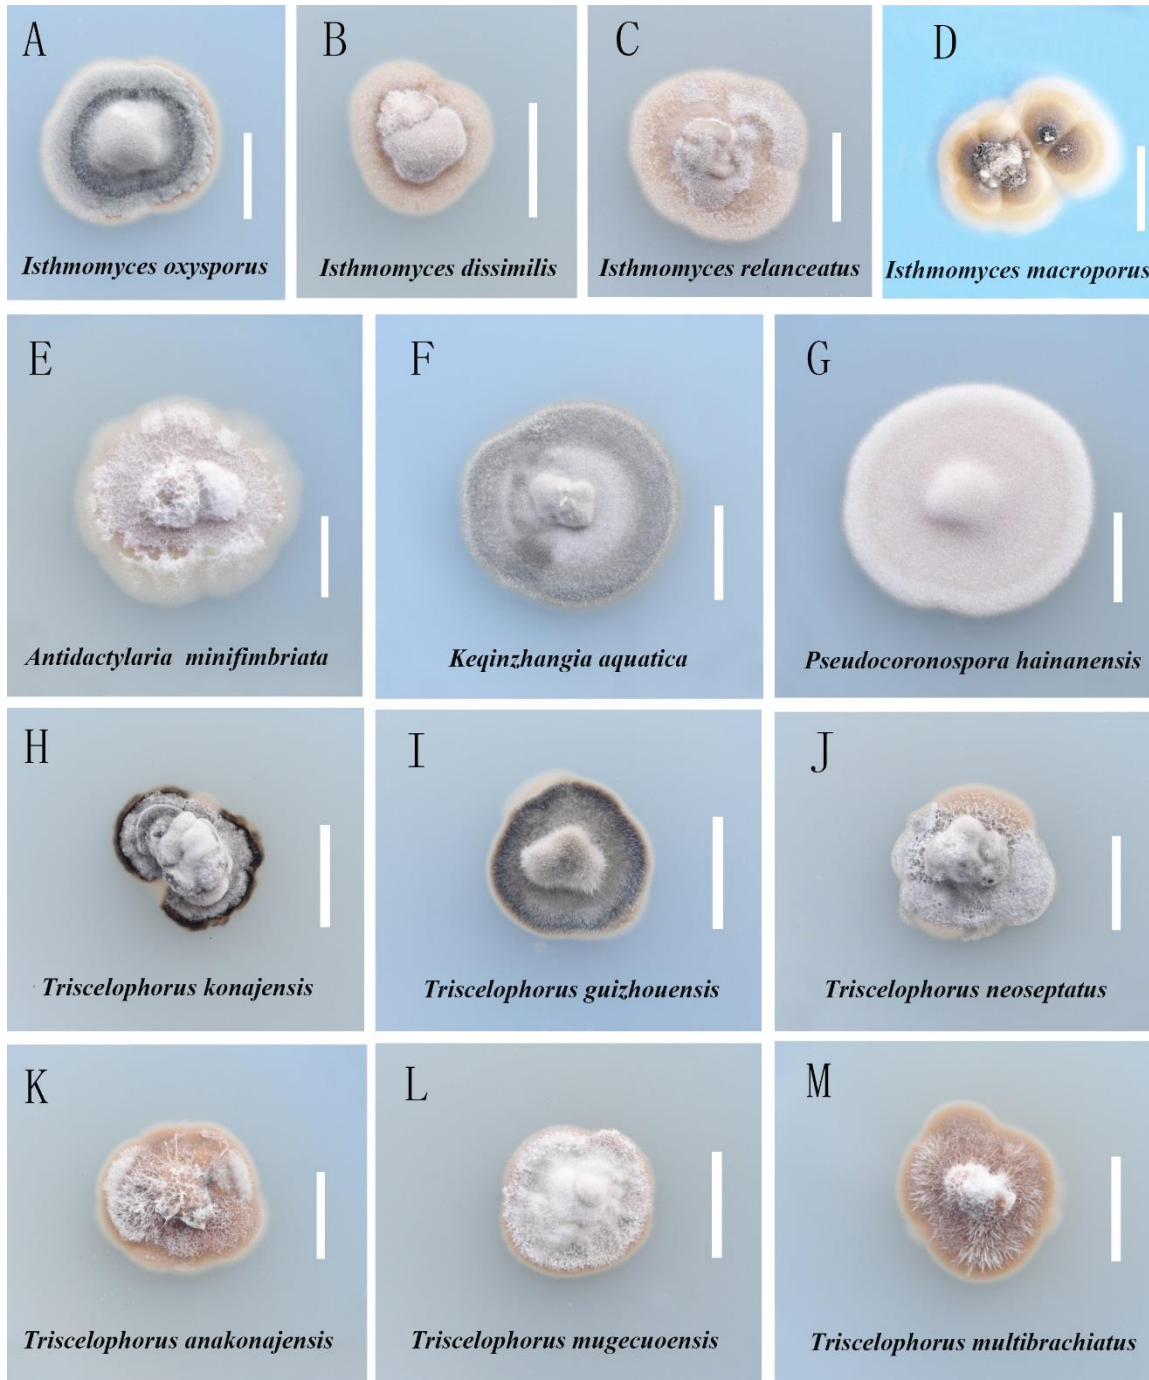 A
B
C
D
Isthmomyces oxysporus
Isthmomyces dissimilis
Isthmomyces relanceatus
Isthmomyces macroporus
E
F
G
Antidactylaria minifimbriata
Keqinzhangia aquatica
Pseudocoronospora hainanensis
H
I
J
Triscelophorus konajensis
Triscelophorus guizhouensis
Triscelophorus neoseptatus
K
L
M
Triscelophorus anakonajensis
Triscelophorus mugecuoensis
Triscelophorus multibrachiatus